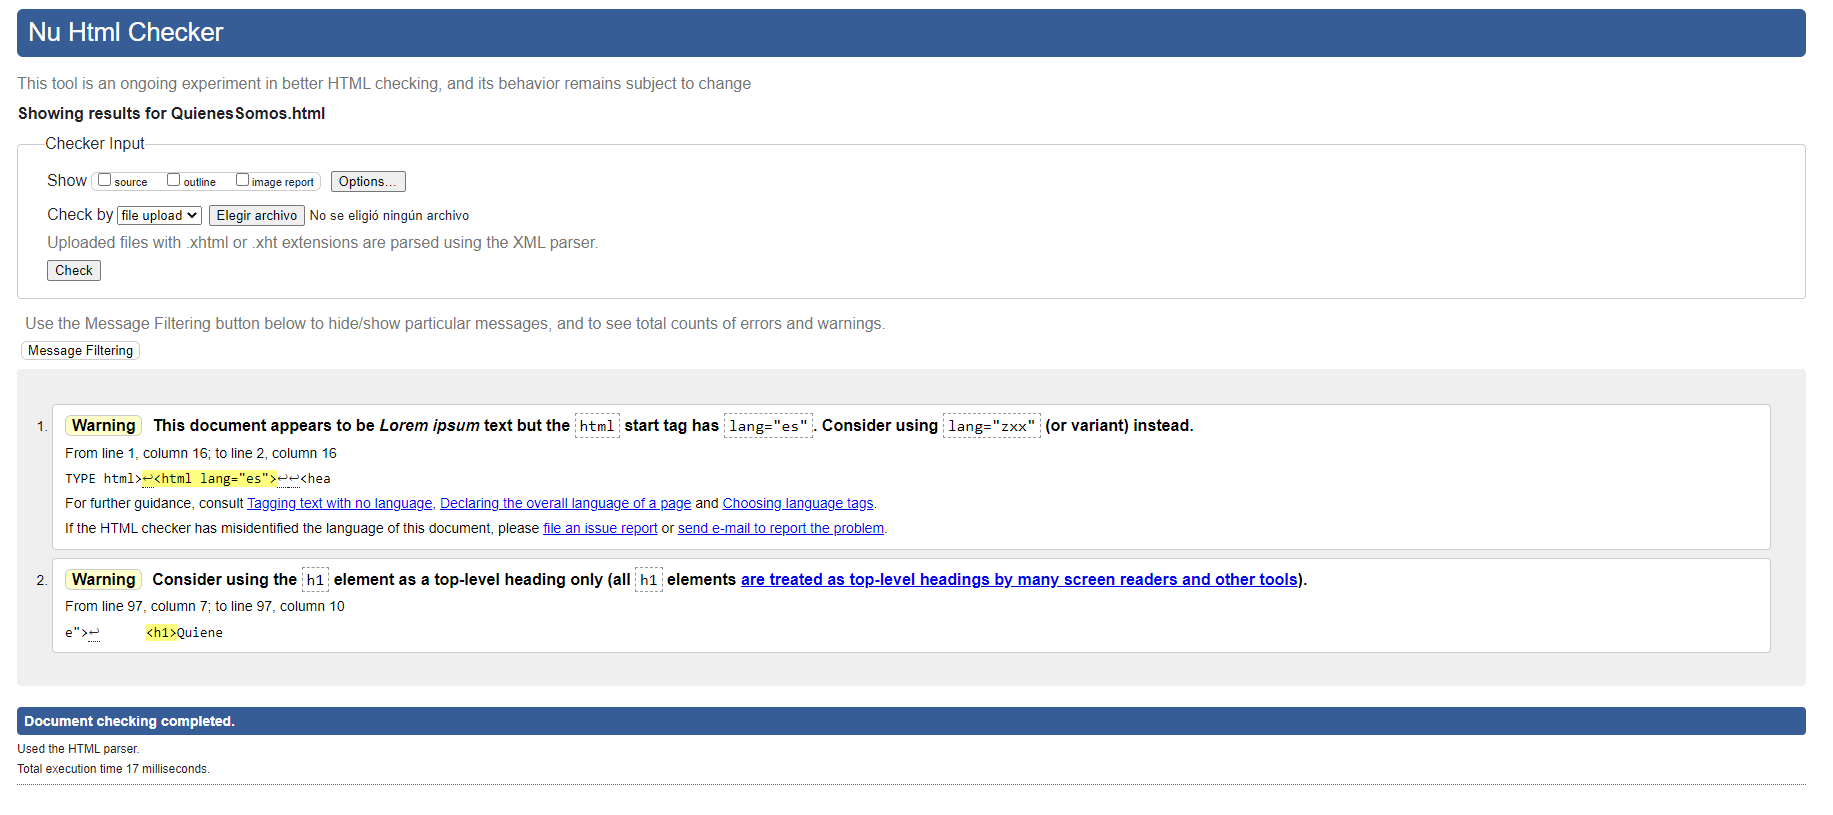 Nu Html Checker
This tool is an ongoing experiment in better HTML checking, and its behavior remains subject to change
Showing results for QuienesSomos.html
Checker Input
Show source outline image report Options...
Check by file upload Elegir archivo No se eligió ningún archivo
Uploaded files with .xhtml or .xht extensions are parsed using the XML parser.
Check
Use the Message Filtering button below to hide/show particular messages, and to see total counts of errors and warnings.
Message Filtering
1. Warning This document appears to be Lorem ipsum text but the html start tag has lang="es". Consider using lang="zxx" (or variant) instead.
From line 1, column 16; to line 2, column 16
TYPE html>↩<html lang="es">↩↩<hea
For further guidance, consult Tagging text with no language, Declaring the overall language of a page and Choosing language tags.
If the HTML checker has misidentified the language of this document, please file an issue report or send e-mail to report the problem.
2. Warning Consider using the h1 element as a top-level heading only (all h1 elements are treated as top-level headings by many screen readers and other tools).
From line 97, column 7; to line 97, column 10
e">↩ <h1>Quiene
Document checking completed.
Used the HTML parser.
Total execution time 17 milliseconds.